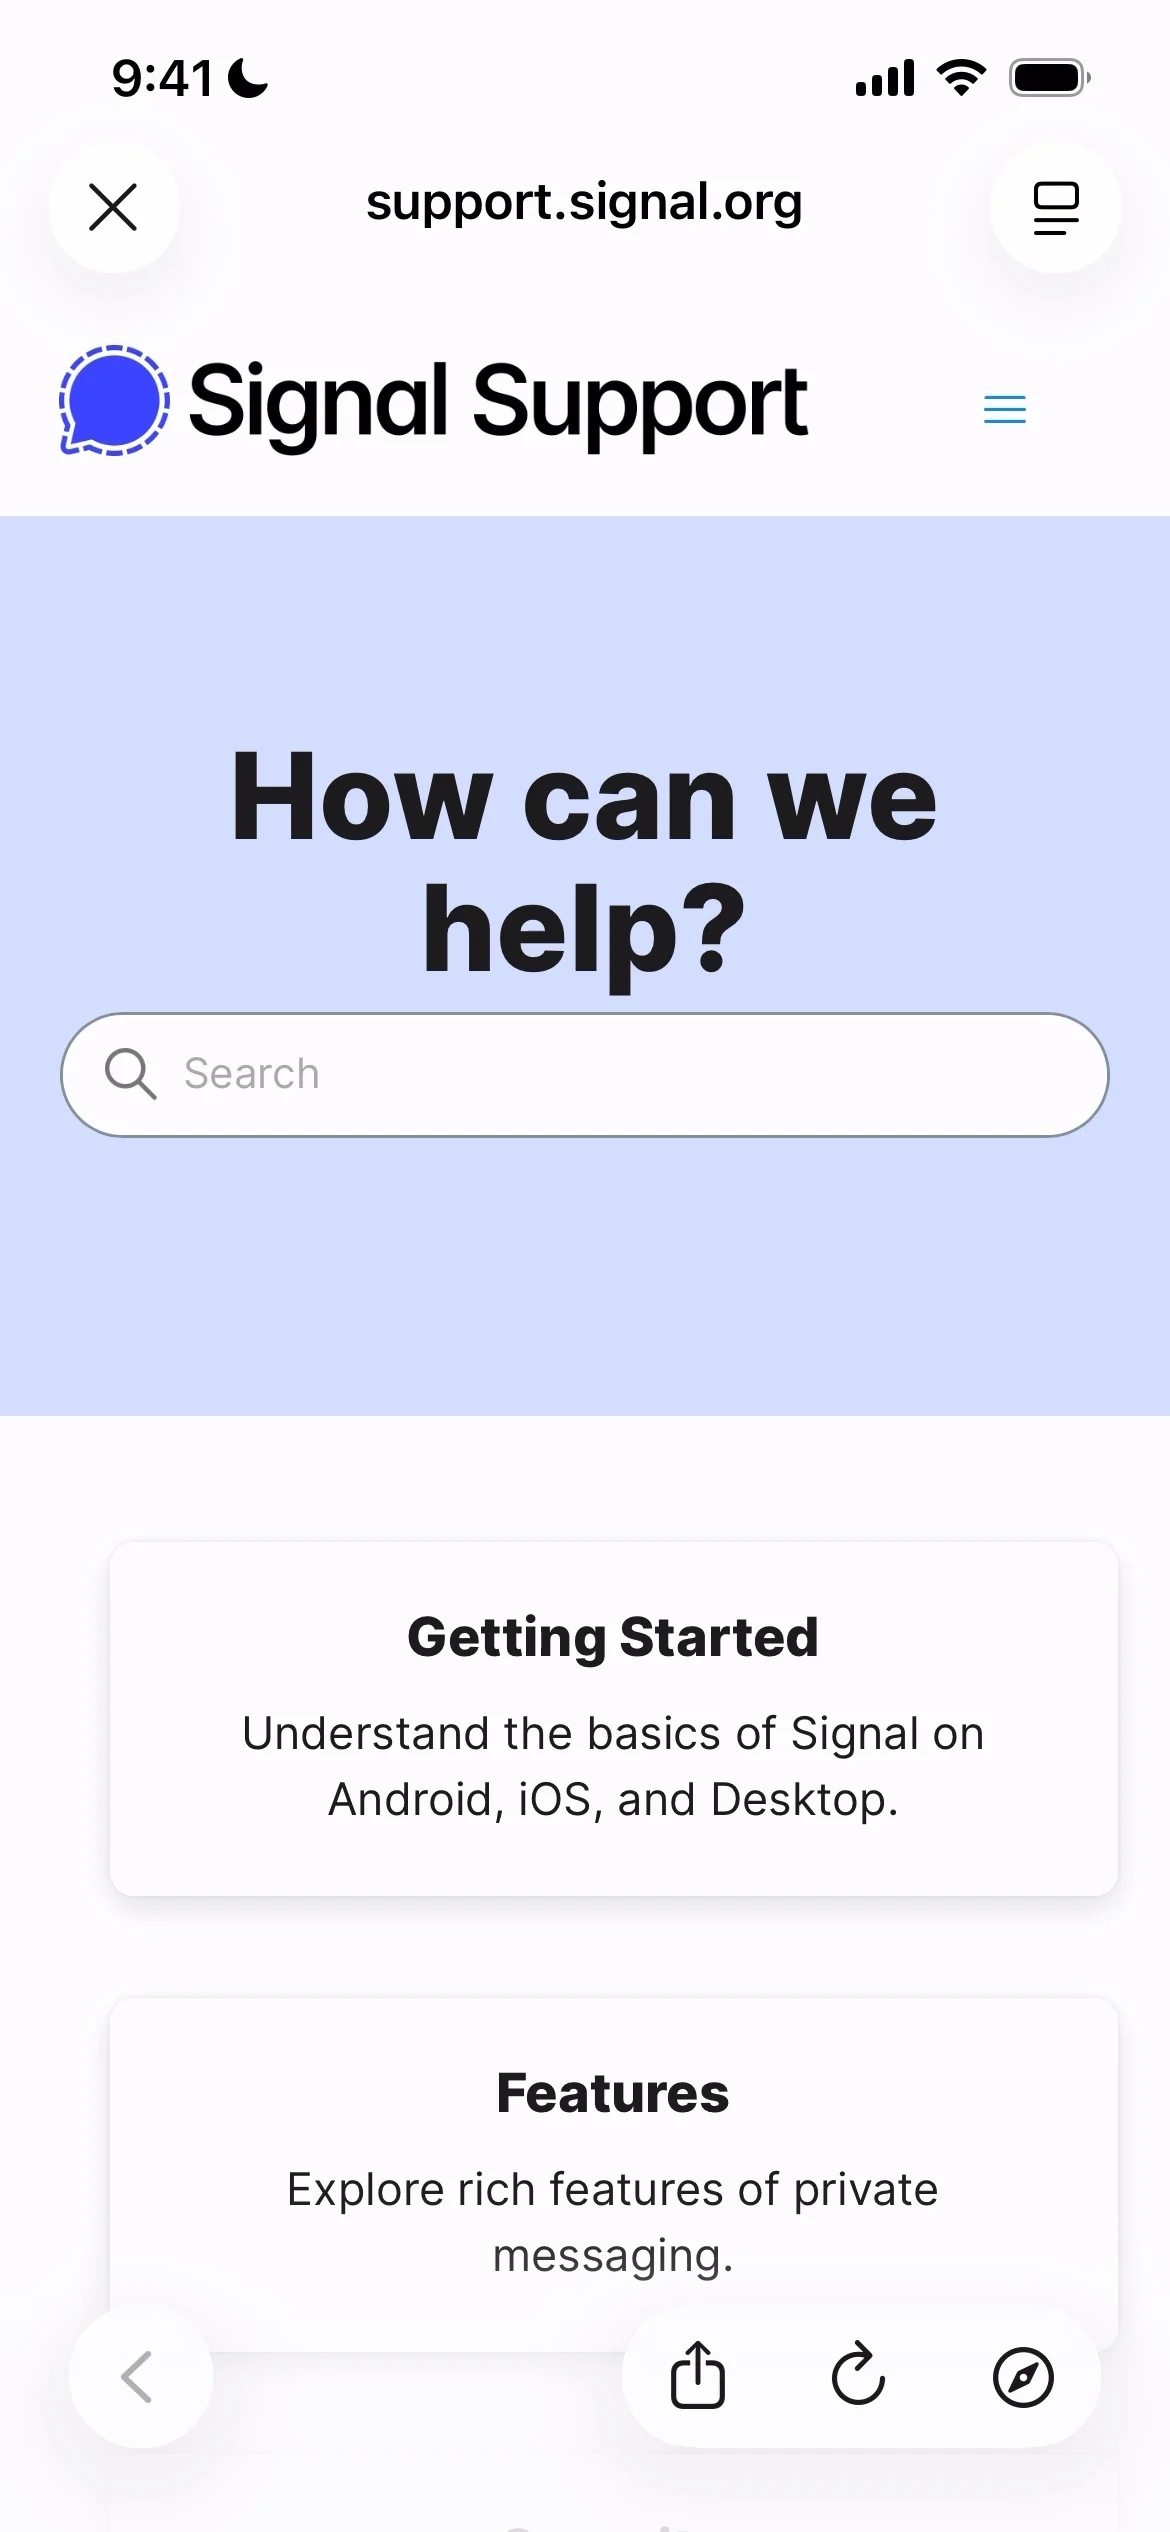 9:41
support.signal.org
Signal Support
How can we
help?
Search
Getting Started
Understand the basics of Signal on
Android, iOS, and Desktop.
Features
Explore rich features of private
messaging.